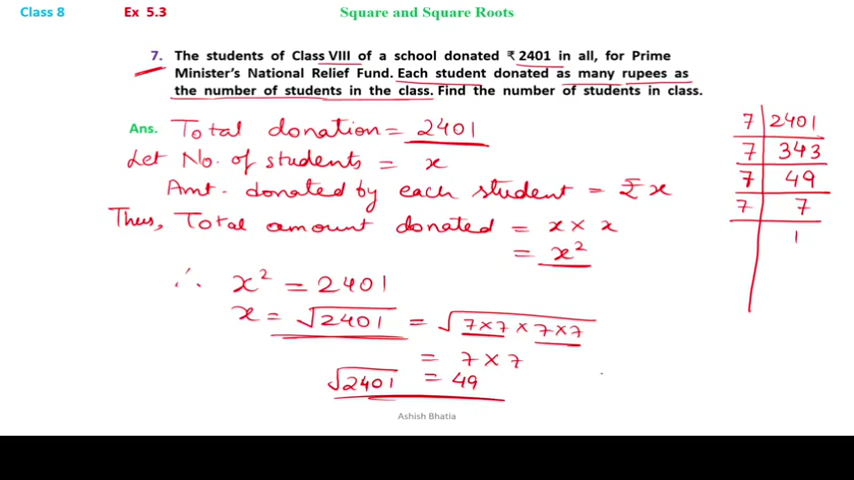 Class 8 Ex 5.3 Square and Square Roots
7. The students of Class VIII of a school donated ₹ 2401 in all, for Prime
Minister's National Relief Fund. Each student donated as many rupees as
the number of students in the class. Find the number of students in class.
Ans. Total donation = 2401
Let No. of students = x
Amt. donated by each student = ₹ x
Thus, Total amount donated = x × x
= x²
∴ x² = 2401
x = √2401 = √7×7 × 7×7
= 7 × 7
√2401 = 49
7 | 2401
7 | 343
7 | 49
7 | 7
| 1
Ashish Bhatia